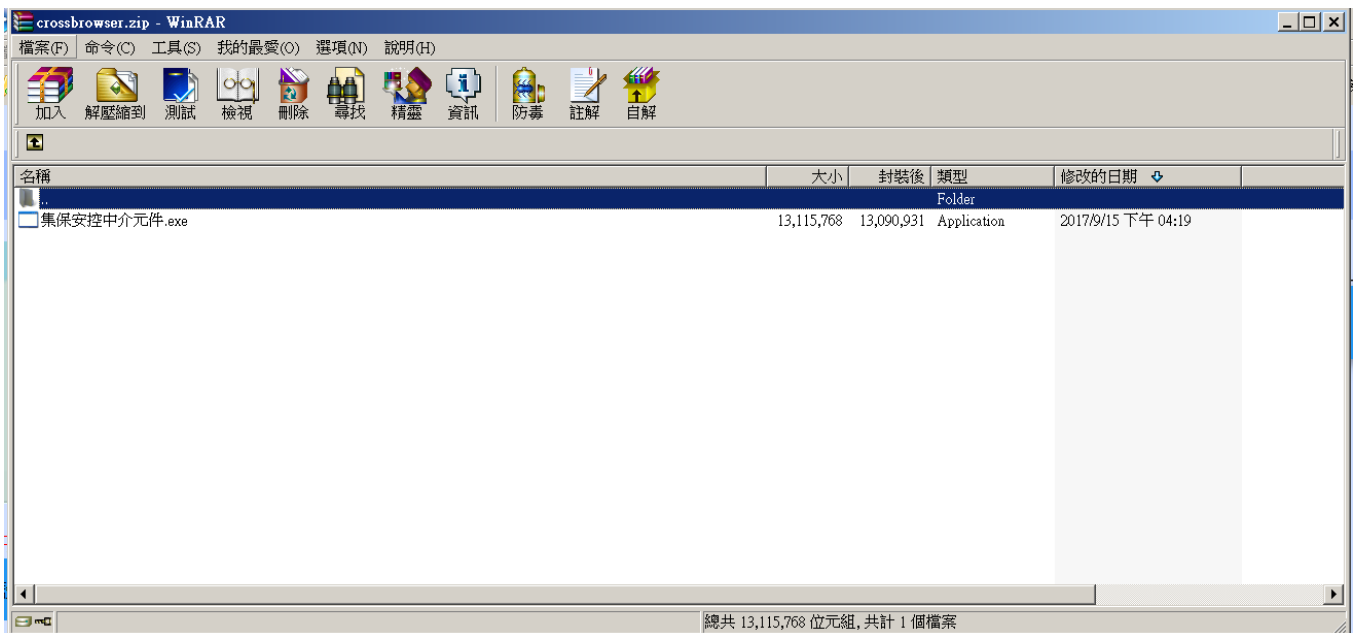 crossbrowser.zip - WinRAR
檔案(F) 命令(C) 工具(S) 我的最愛(O) 選項(N) 說明(H)
加入 解壓縮到 測試 檢視 刪除 尋找 精靈 資訊 防毒 註解 自解
名稱 大小 封裝後 類型 修改的日期
.. Folder
集保安控中介元件.exe 13,115,768 13,090,931 Application 2017/9/15 下午 04:19
總共 13,115,768 位元組, 共計 1 個檔案